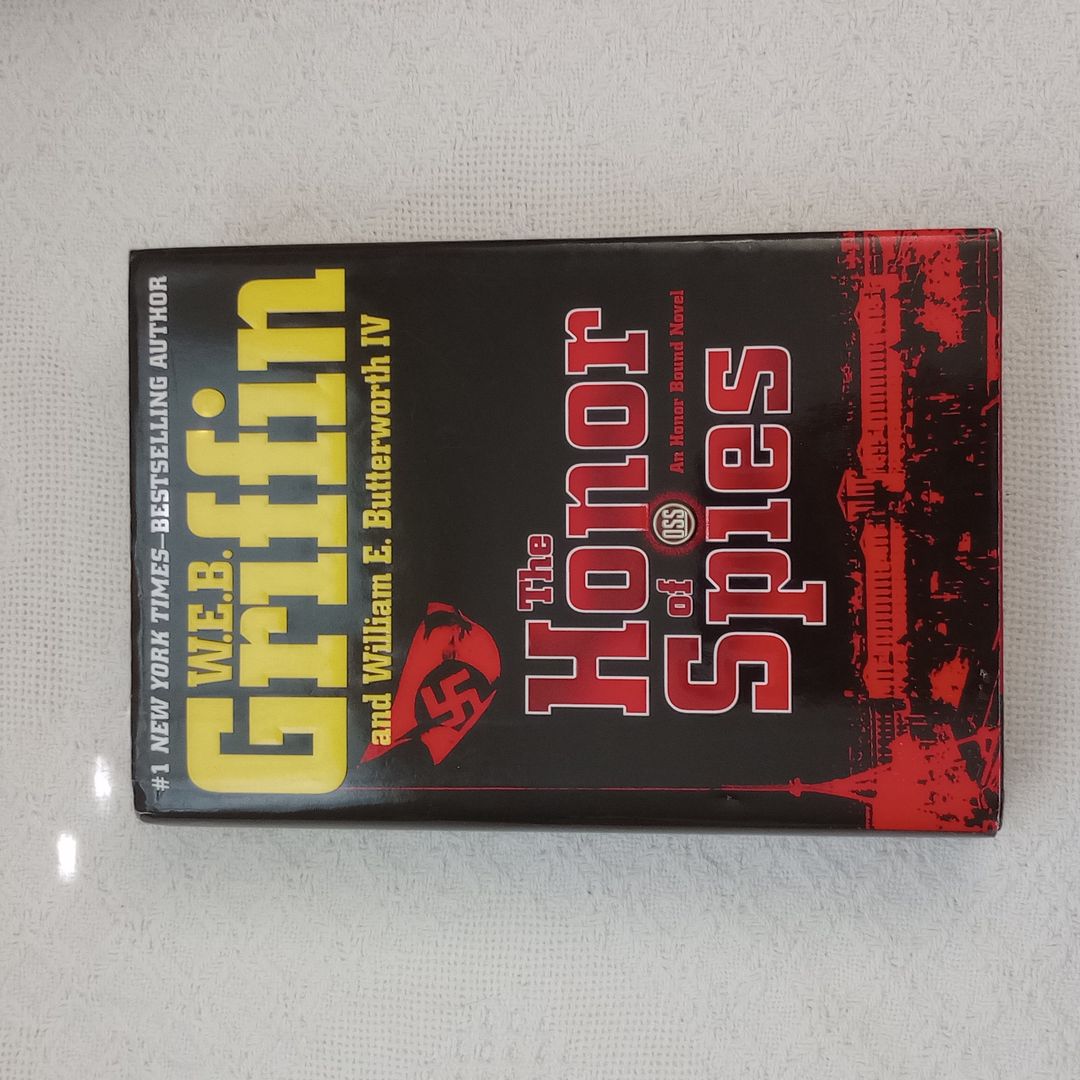 #1 NEW YORK TIMES–BESTSELLING AUTHOR
W.E.B.
Griffin
and William E. Butterworth IV
The
Honor
of OSS An Honor Bound Novel
Spies